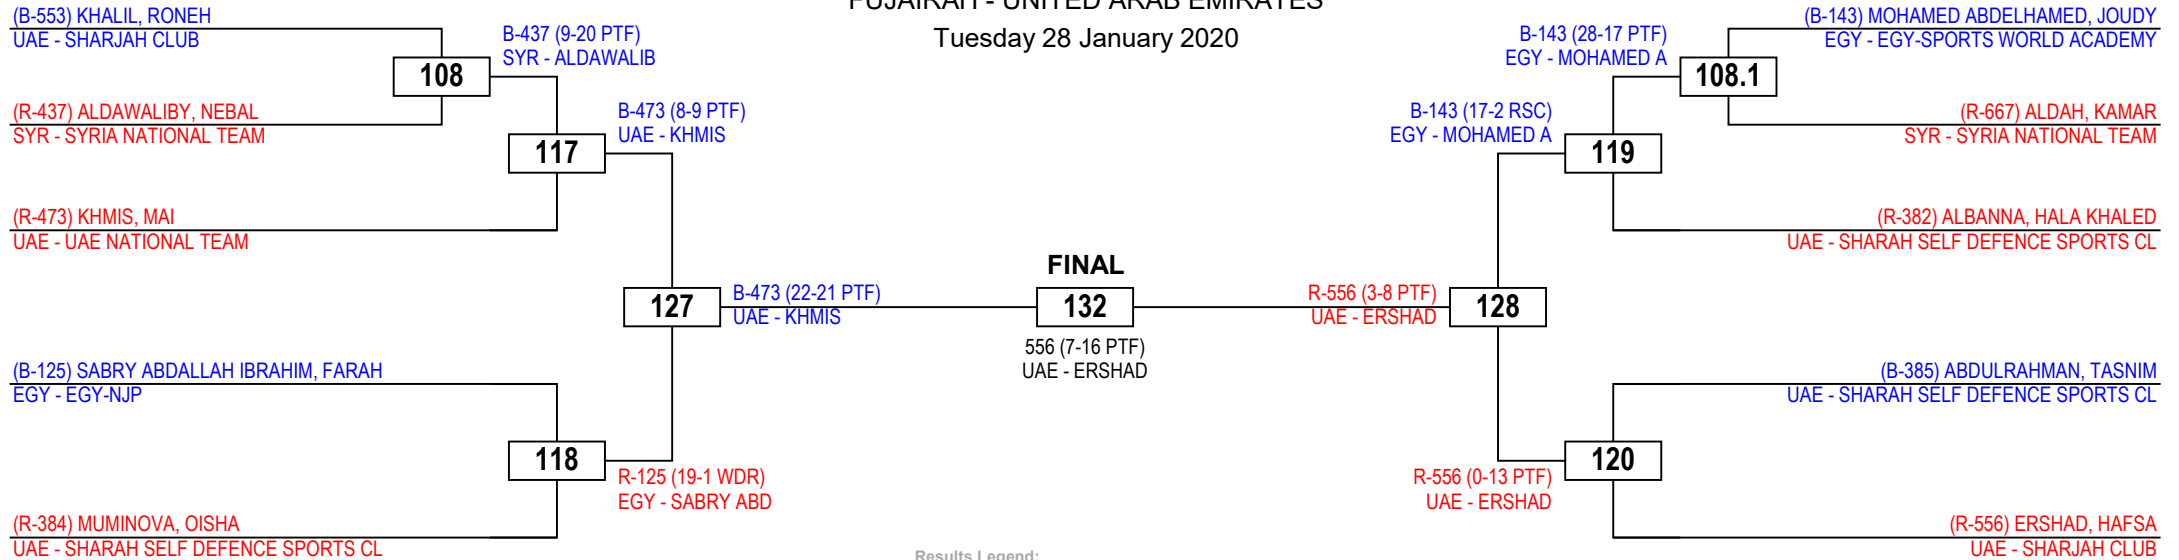 FUJAIRAH - UNITED ARAB EMIRATES
Tuesday 28 January 2020
(B-553) KHALIL, RONEH
UAE - SHARJAH CLUB
108
(R-437) ALDAWALIBY, NEBAL
SYR - SYRIA NATIONAL TEAM
B-437 (9-20 PTF)
SYR - ALDAWALIB
117
(R-473) KHMIS, MAI
UAE - UAE NATIONAL TEAM
B-473 (8-9 PTF)
UAE - KHMIS
127
B-473 (22-21 PTF)
UAE - KHMIS
(B-125) SABRY ABDALLAH IBRAHIM, FARAH
EGY - EGY-NJP
118
R-125 (19-1 WDR)
EGY - SABRY ABD
(R-384) MUMINOVA, OISHA
UAE - SHARAH SELF DEFENCE SPORTS CL
FINAL
132
556 (7-16 PTF)
UAE - ERSHAD
(B-143) MOHAMED ABDELHAMED, JOUDY
EGY - EGY-SPORTS WORLD ACADEMY
B-143 (28-17 PTF)
EGY - MOHAMED A
108.1
(R-667) ALDAH, KAMAR
SYR - SYRIA NATIONAL TEAM
B-143 (17-2 RSC)
EGY - MOHAMED A
119
(R-382) ALBANNA, HALA KHALED
UAE - SHARAH SELF DEFENCE SPORTS CL
R-556 (3-8 PTF)
UAE - ERSHAD
128
(B-385) ABDULRAHMAN, TASNIM
UAE - SHARAH SELF DEFENCE SPORTS CL
120
R-556 (0-13 PTF)
UAE - ERSHAD
(R-556) ERSHAD, HAFSA
UAE - SHARJAH CLUB
Results Legend: